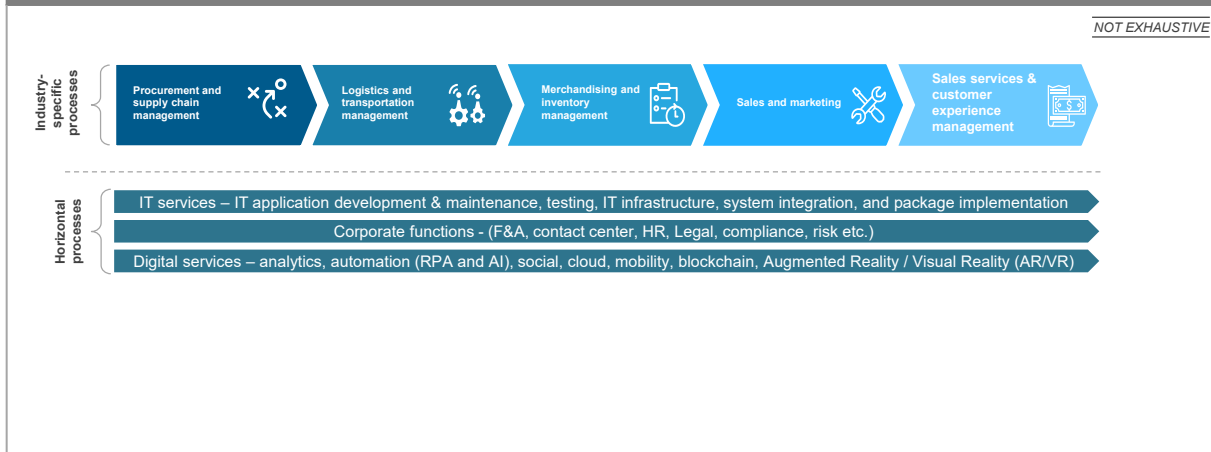 NOT EXHAUSTIVE
Industry-
specific
processes
Procurement and
supply chain
management
Logistics and
transportation
management
Merchandising and
inventory
management
Sales and marketing
Sales services &
customer
experience
management
$
Horizontal
processes
IT services – IT application development & maintenance, testing, IT infrastructure, system integration, and package implementation
Corporate functions - (F&A, contact center, HR, Legal, compliance, risk etc.)
Digital services – analytics, automation (RPA and AI), social, cloud, mobility, blockchain, Augmented Reality / Visual Reality (AR/VR)